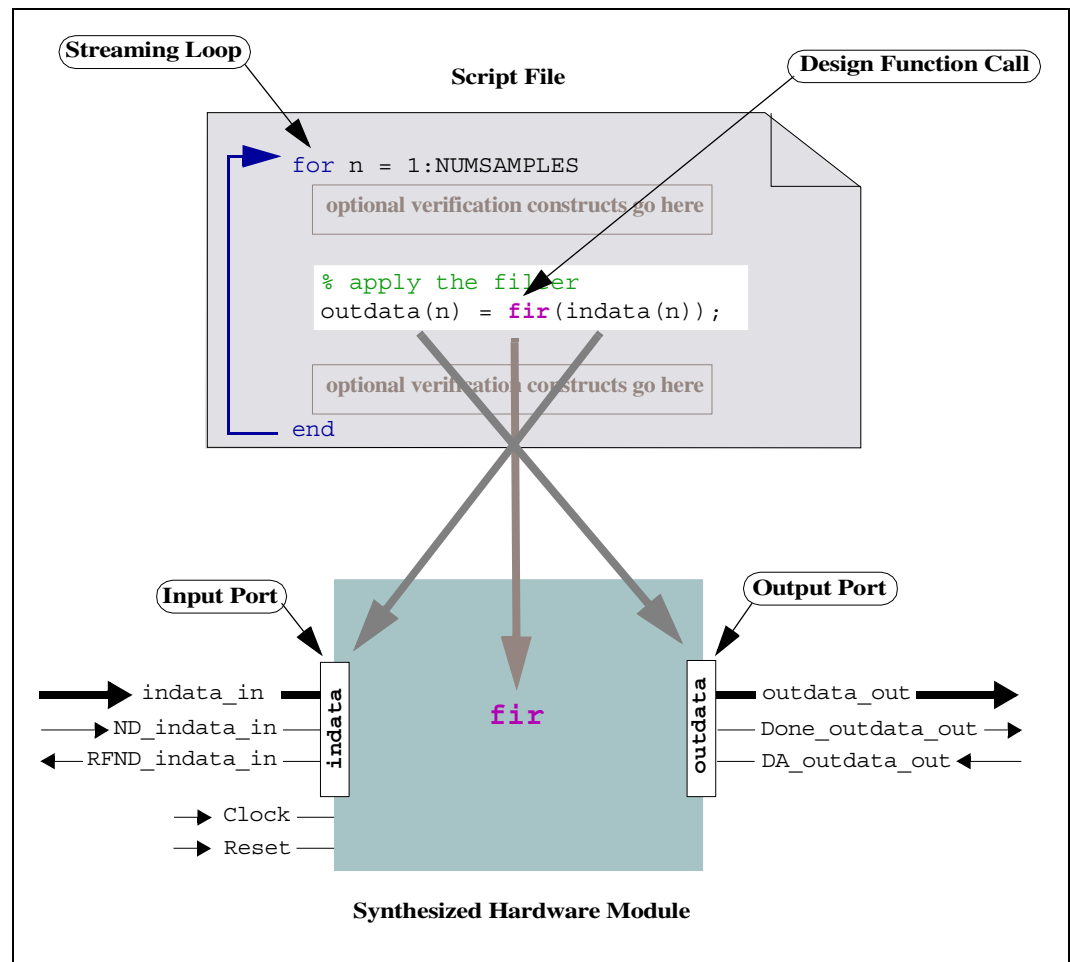 Streaming Loop
Design Function Call
Script File
for n = 1:NUMSAMPLES
optional verification constructs go here
% apply the filter
outdata(n) = fir(indata(n));
optional verification constructs go here
end
Input Port
Output Port
indata_in
ND_indata_in
RFND_indata_in
Clock
Reset
indata
fir
outdata
outdata_out
Done_outdata_out
DA_outdata_out
Synthesized Hardware Module